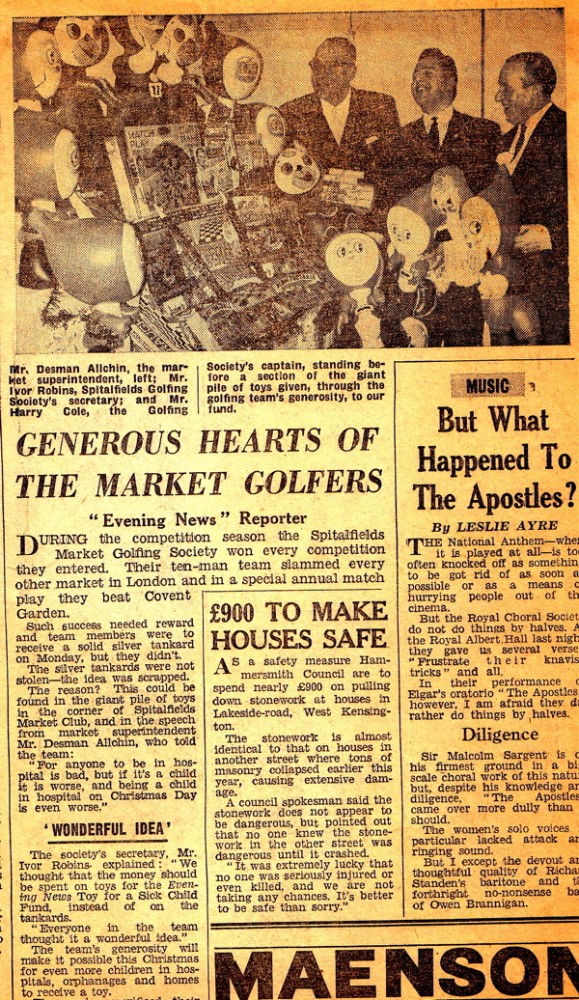 MATCH
PLAY
Mr. Desman Allchin, the mar-
ket superintendent, left; Mr.
Ivor Robins, Spitalfields Golfing
Society's secretary; and Mr.
Harry Cole, the Golfing
Society's captain, standing be-
fore a section of the giant
pile of toys given, through the
golfing team's generosity, to our
fund.
GENEROUS HEARTS OF
THE MARKET GOLFERS
"Evening News" Reporter
DURING the competition season the Spitalfields
Market Golfing Society won every competition
they entered. Their ten-man team slammed every
other market in London and in a special annual match
play they beat Covent
Garden.
Such success needed reward
and team members were to
receive a solid silver tankard
on Monday, but they didn't.
The silver tankards were not
stolen—the idea was scrapped.
The reason? This could be
found in the giant pile of toys
in the corner of Spitalfields
Market Club, and in the speech
from market superintendent
Mr. Desman Allchin, who told
the team:
"For anyone to be in hos-
pital is bad, but if it's a child
it is worse, and being a child
in hospital on Christmas Day
is even worse."
'WONDERFUL IDEA'
The society's secretary, Mr.
Ivor Robins explained: "We
thought that the money should
be spent on toys for the Even-
ing News Toy for a Sick Child
Fund, instead of on the
tankards.
"Everyone in the team
thought it a wonderful idea."
The team's generosity will
make it possible this Christmas
for even more children in hos-
pitals, orphanages and homes
to receive a toy.
£900 TO MAKE
HOUSES SAFE
AS a safety measure Ham-
mersmith Council are to
spend nearly £900 on pulling
down stonework at houses in
Lakeside-road, West Kensing-
ton.
The stonework is almost
identical to that on houses in
another street where tons of
masonry collapsed earlier this
year, causing extensive dam-
age.
A council spokesman said the
stonework does not appear to
be dangerous, but pointed out
that no one knew the stone-
work in the other street was
dangerous until it crashed.
"It was extremely lucky that
no one was seriously injured or
even killed, and we are not
taking any chances. It's better
to be safe than sorry."
MUSIC
But What
Happened To
The Apostles?
By LESLIE AYRE
THE National Anthem—when
it is played at all—is too
often knocked off as somethin
to be got rid of as soon a
possible or as a means o
hurrying people out of th
cinema.
But the Royal Choral Societ
do not do things by halves. A
the Royal Albert Hall last nigh
they gave us several verse
"Frustrate their knavis
tricks" and all.
In their performance o
Elgar's oratorio "The Apostles
however, I am afraid they di
rather do things by halves.
Diligence
Sir Malcolm Sargent is o
his firmest ground in a bi
scale choral work of this natu
but, despite his knowledge an
diligence, "The Apostles
came over more dully than
should.
The women's solo voices
particular lacked attack an
ringing sound.
But I except the devout an
thoughtful quality of Richar
Standen's baritone and t
forthright no-nonsense ba
of Owen Brannigan.
MAENSON